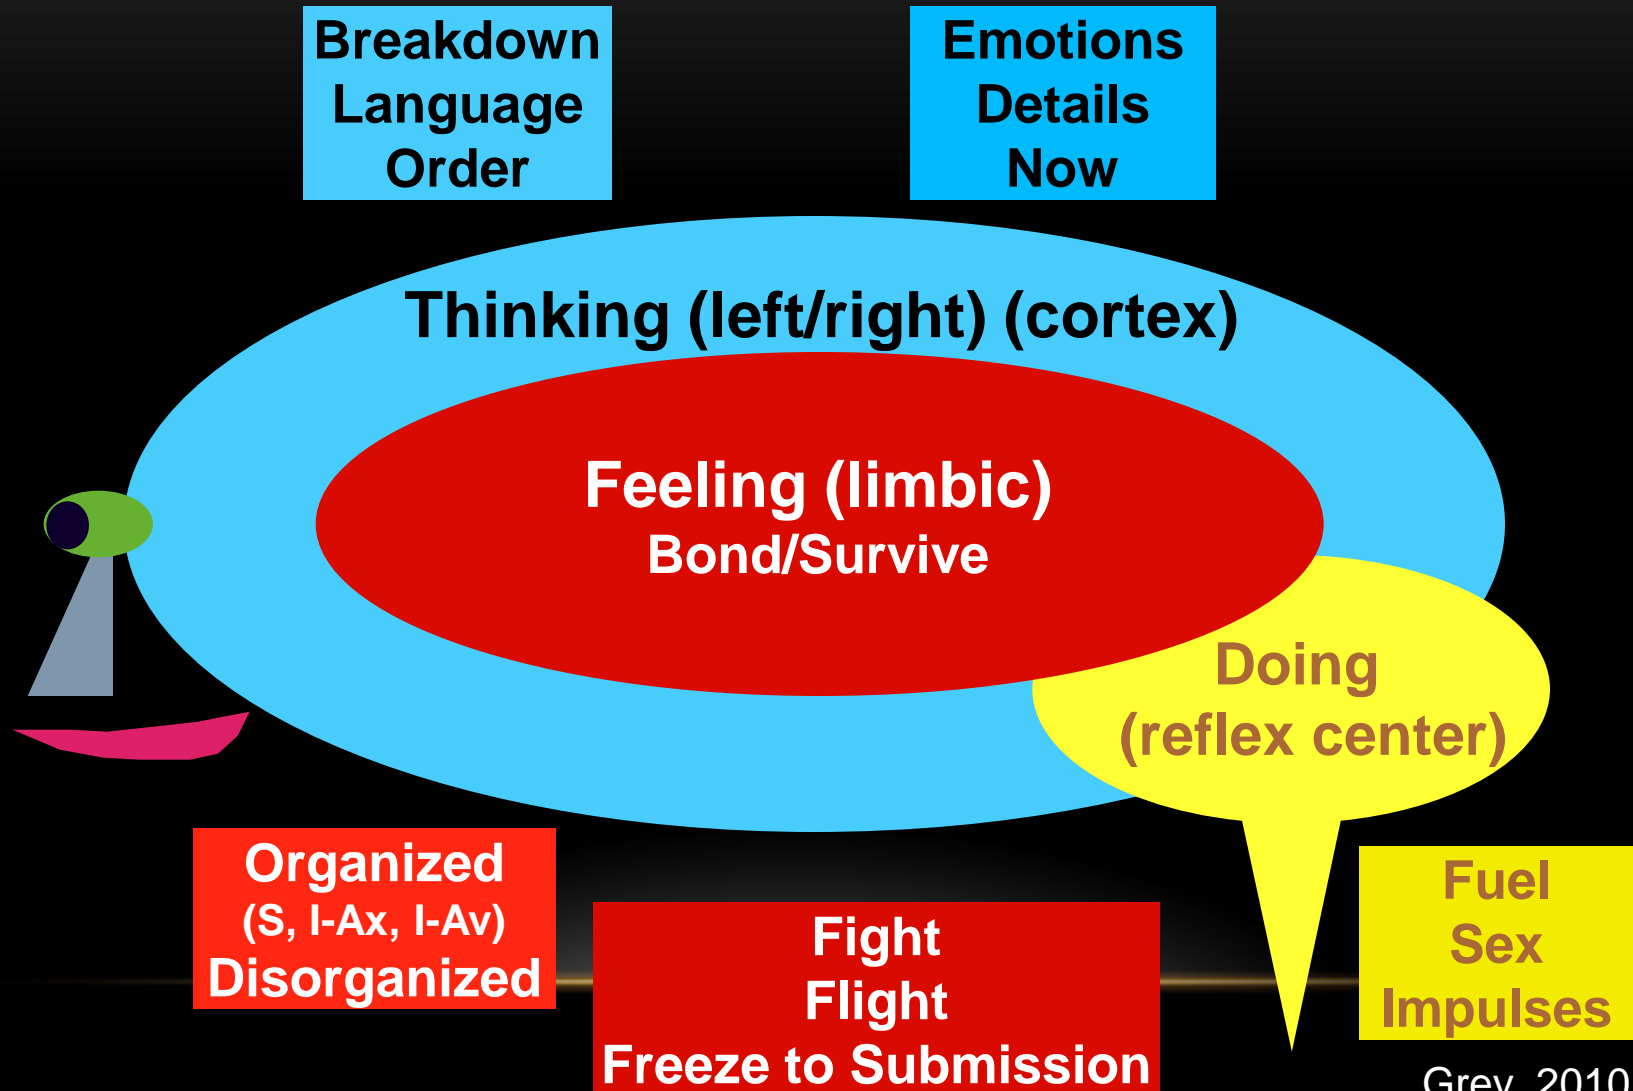 Breakdown
Language
Order
Emotions
Details
Now
Thinking (left/right) (cortex)
Feeling (limbic)
Bond/Survive
Doing
(reflex center)
Organized
(S, I-Ax, I-Av)
Disorganized
Fight
Flight
Freeze to Submission
Fuel
Sex
Impulses
Grey, 2010